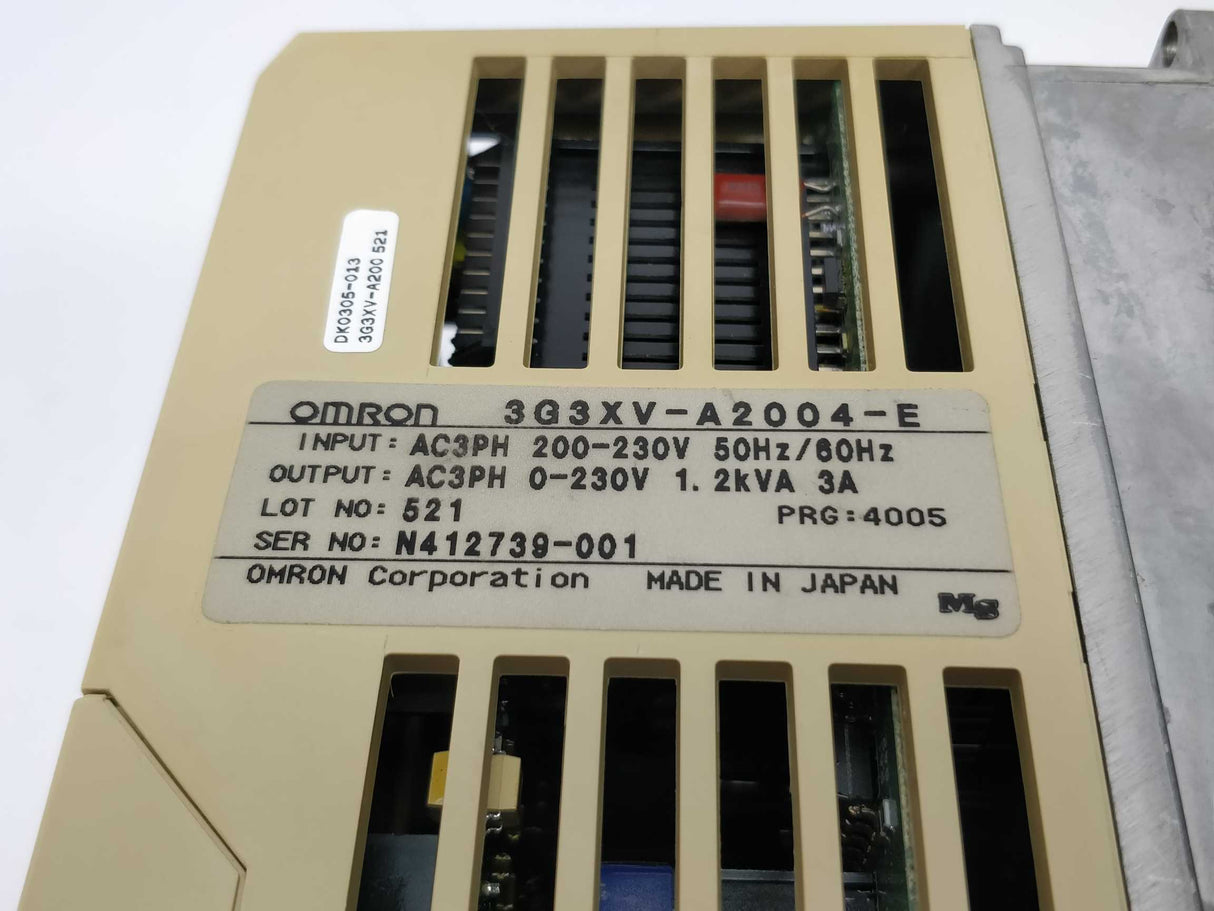 DK0305-013
3G3XV-A200 521
OMRON 3G3XV-A2004-E
INPUT: AC3PH 200-230V 50Hz/60Hz
OUTPUT: AC3PH 0-230V 1.2kVA 3A
LOT NO: 521 PRG:4005
SER NO: N412739-001
OMRON Corporation MADE IN JAPAN
Mg